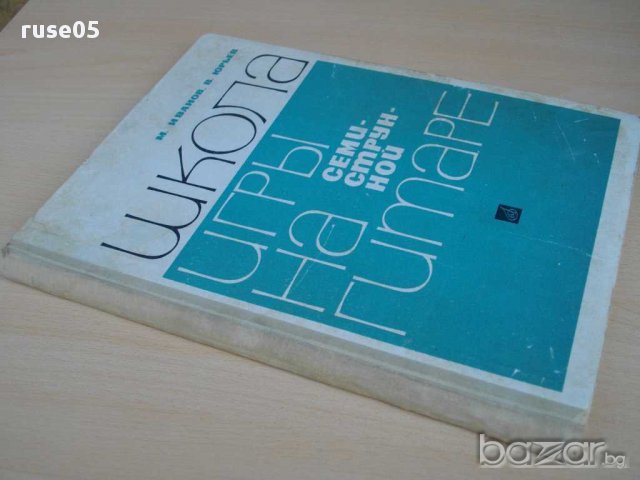 ruse05
М. ИВАНОВ В. ЮРЬЕВ
ШКОЛА
ИГРЫ
НА
СЕМИ-
СТРУН-
НОЙ
ГИТАРЕ
bazar.bg